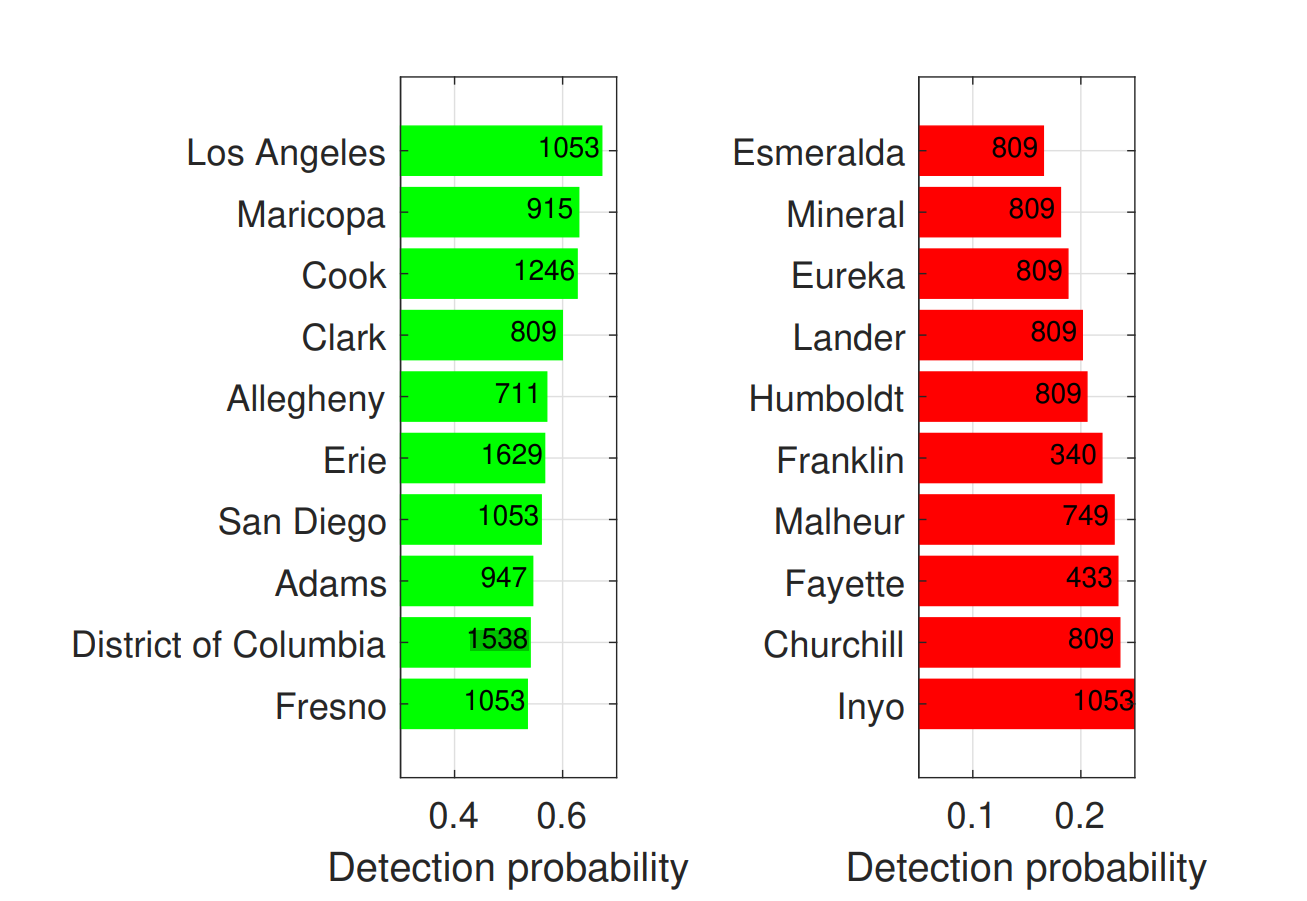 Los Angeles 1053
Maricopa 915
Cook 1246
Clark 809
Allegheny 711
Erie 1629
San Diego 1053
Adams 947
District of Columbia 1538
Fresno 1053
0.4 0.6
Detection probability
Esmeralda 809
Mineral 809
Eureka 809
Lander 809
Humboldt 809
Franklin 340
Malheur 749
Fayette 433
Churchill 809
Inyo 1053
0.1 0.2
Detection probability